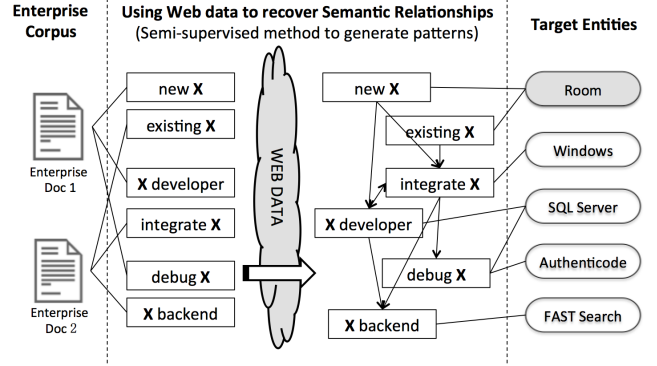 Enterprise
Corpus
Using Web data to recover Semantic Relationships
(Semi-supervised method to generate patterns)
Target Entities
new X
existing X
X developer
integrate X
debug X
X backend
Enterprise
Doc 1
Enterprise
Doc 2
WEB DATA
new X
existing X
integrate X
X developer
debug X
X backend
Room
Windows
SQL Server
Authenticode
FAST Search